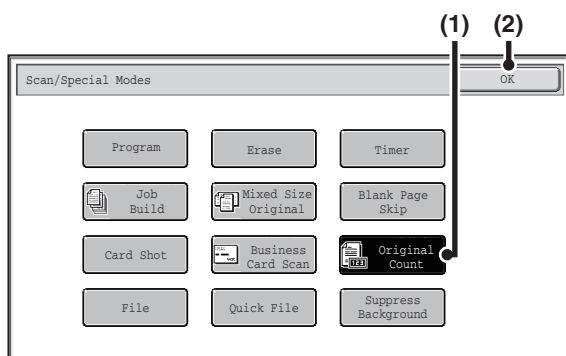 (1) (2)
Scan/Special Modes OK
Program Erase Timer
Job Mixed Size Blank Page
Build Original Skip
Card Shot Business Original
Card Scan Count
File Quick File Suppress
Background